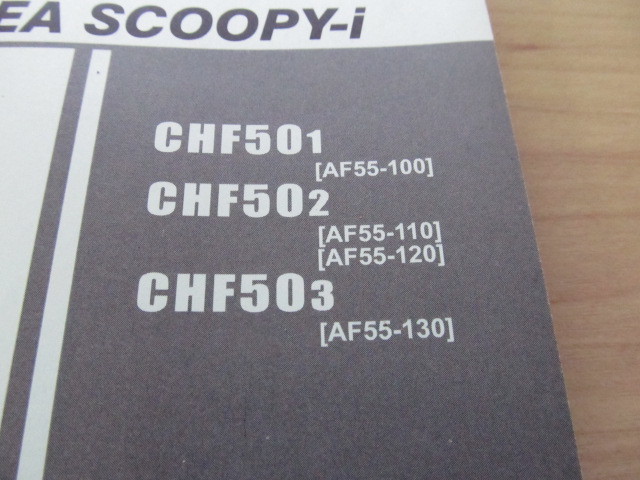 EA SCOOPY-i
CHF501
[AF55-100]
CHF502
[AF55-110]
[AF55-120]
CHF503
[AF55-130]